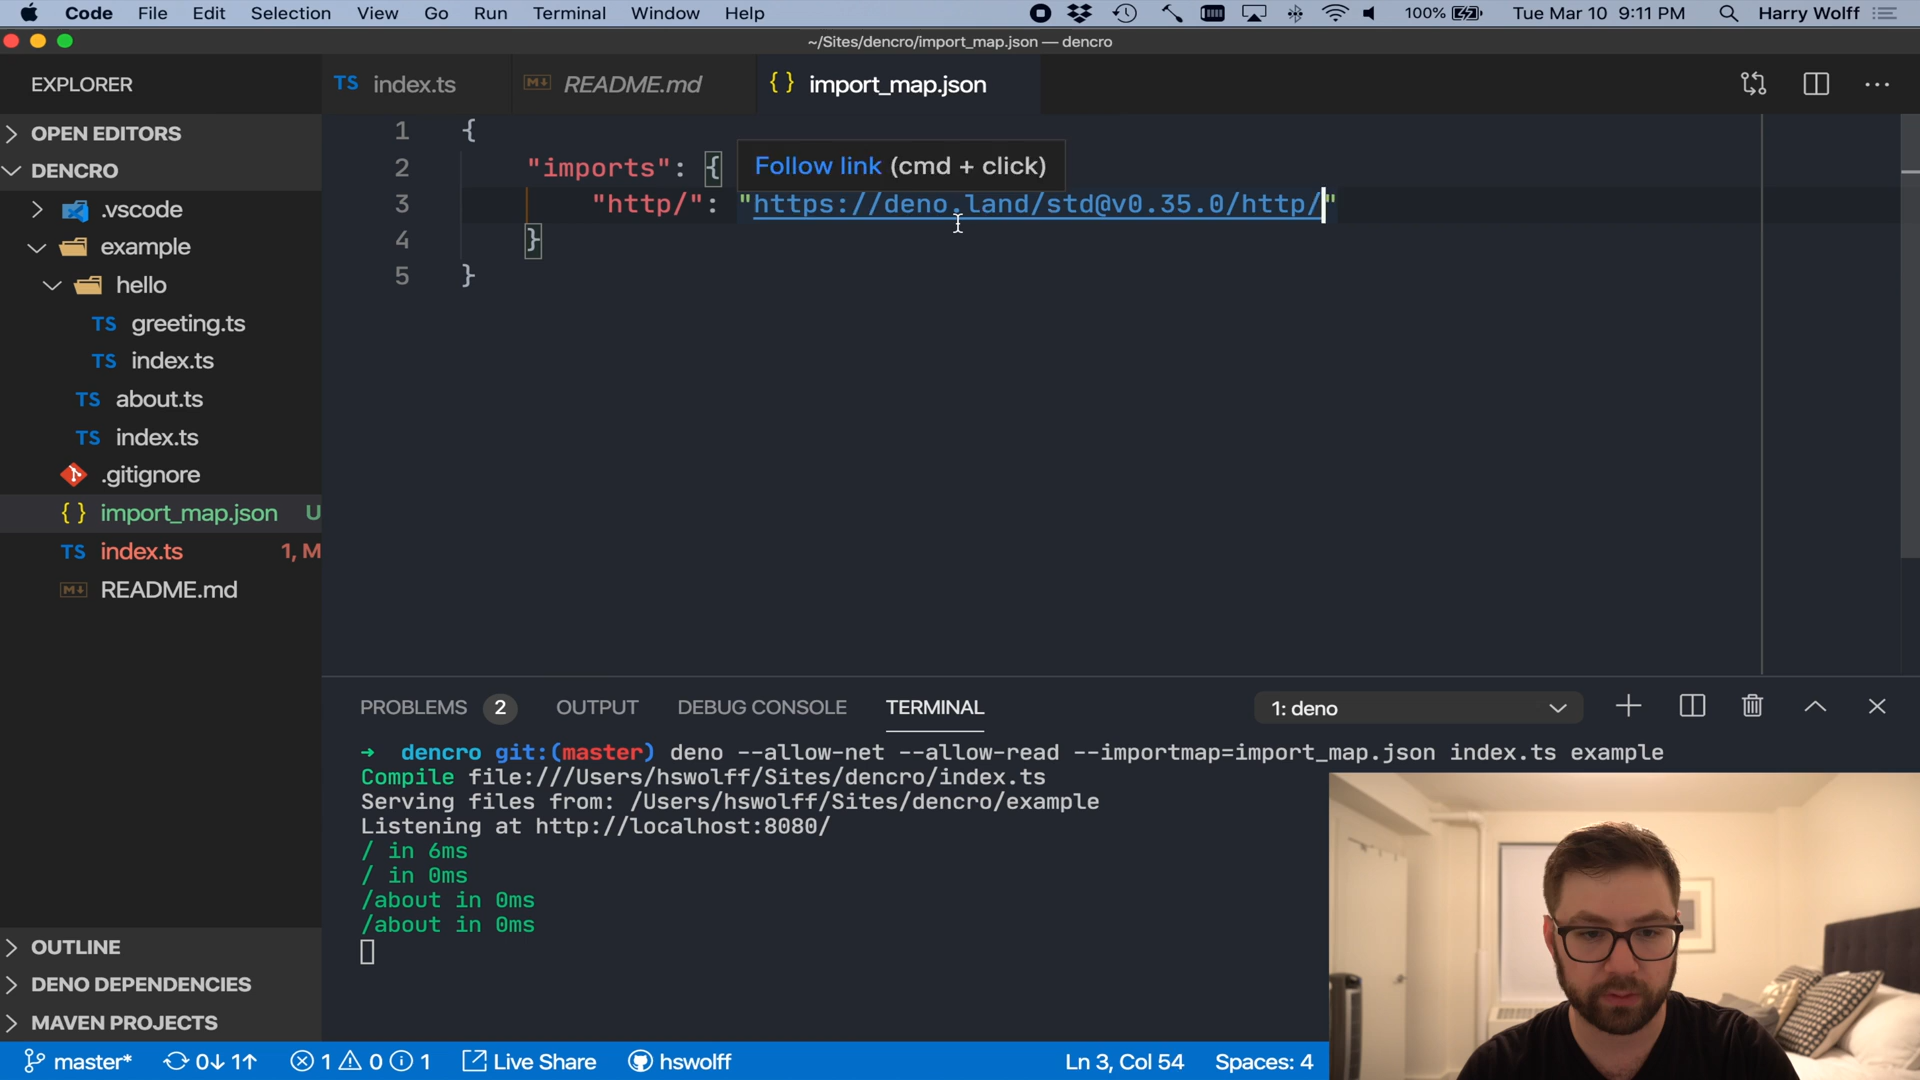 Code File Edit Selection View Go Run Terminal Window Help 100% Tue Mar 10 9:11 PM Harry Wolff
~/Sites/dencro/import_map.json — dencro
EXPLORER
TS index.ts
README.md
{ } import_map.json
OPEN EDITORS
DENCRO
.vscode
example
hello
TS greeting.ts
TS index.ts
TS about.ts
TS index.ts
.gitignore
{ } import_map.json U
TS index.ts 1, M
README.md
OUTLINE
DENO DEPENDENCIES
MAVEN PROJECTS
1 {
2 "imports": {
Follow link (cmd + click)
3 "http/": "https://deno.land/std@v0.35.0/http/"
4 }
5 }
PROBLEMS 2 OUTPUT DEBUG CONSOLE TERMINAL 1: deno
➜ dencro git:(master) deno --allow-net --allow-read --importmap=import_map.json index.ts example
Compile file:///Users/hswolff/Sites/dencro/index.ts
Serving files from: /Users/hswolff/Sites/dencro/example
Listening at http://localhost:8080/
/ in 6ms
/ in 0ms
/about in 0ms
/about in 0ms
master* 0↓ 1↑ 1 0 1 Live Share hswolff Ln 3, Col 54 Spaces: 4